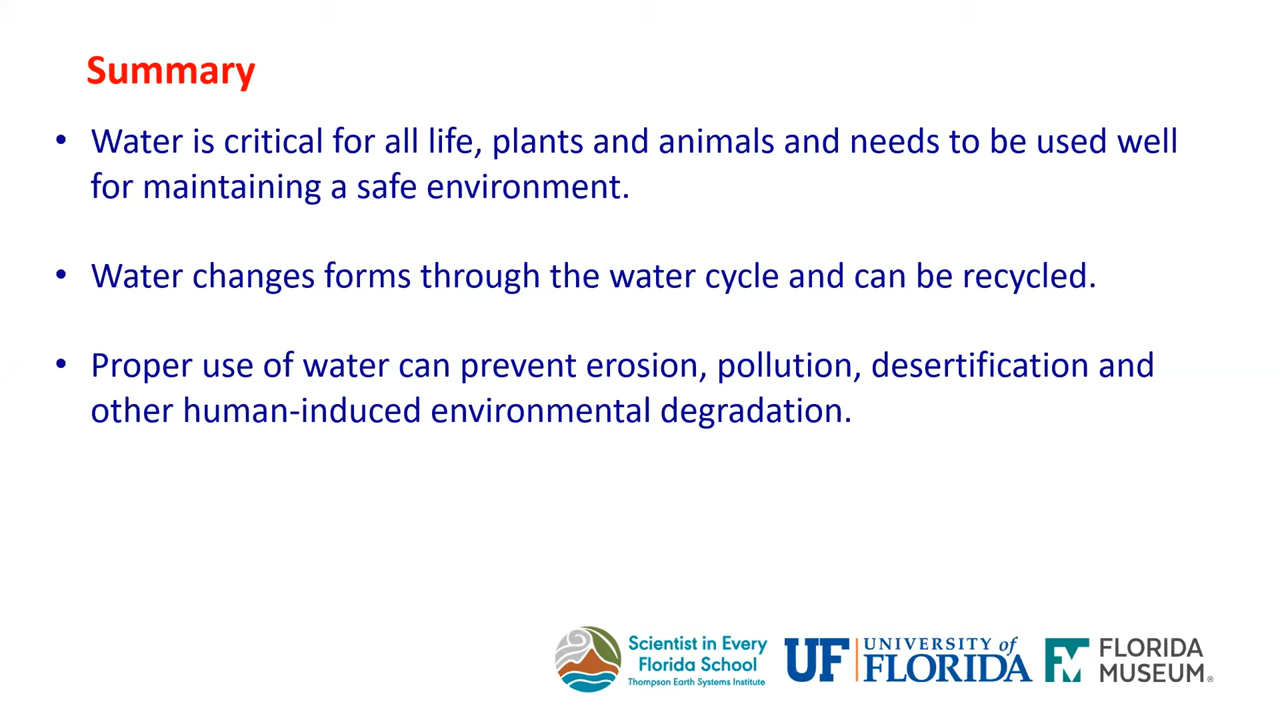 Summary
• Water is critical for all life, plants and animals and needs to be used well
for maintaining a safe environment.
• Water changes forms through the water cycle and can be recycled.
• Proper use of water can prevent erosion, pollution, desertification and
other human-induced environmental degradation.
Scientist in Every
Florida School
Thompson Earth Systems Institute
UF UNIVERSITY of
FLORIDA
FM FLORIDA
MUSEUM®